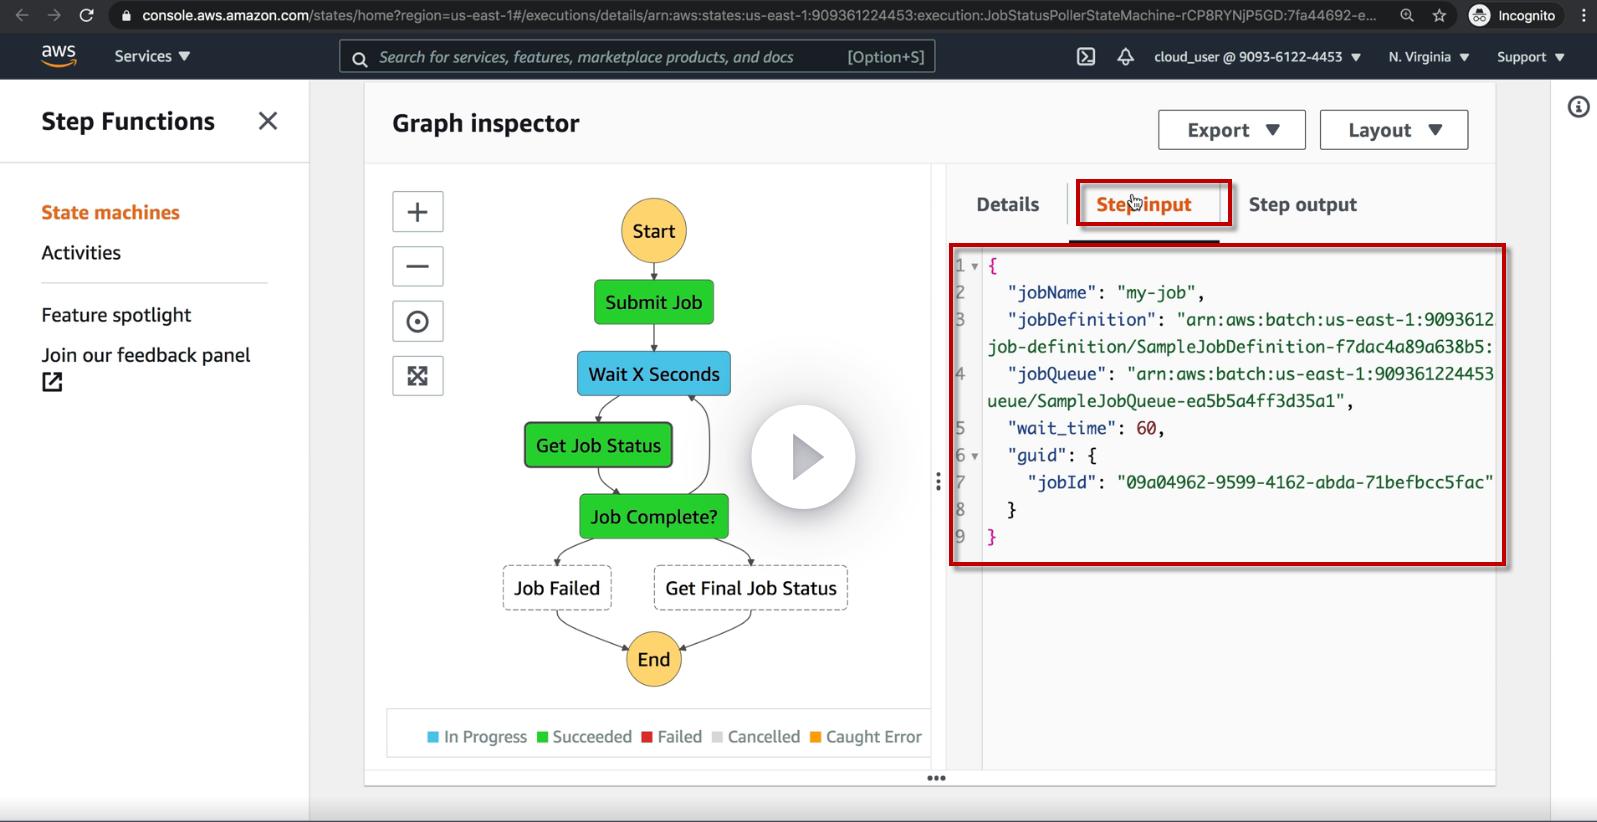 console.aws.amazon.com/states/home?region=us-east-1#/executions/details/arn:aws:states:us-east-1:909361224453:execution:JobStatusPollerStateMachine-rCP8RYNjP5GD:7fa44692-e...
Incognito
aws
Services
Search for services, features, marketplace products, and docs
[Option+S]
cloud_user @ 9093-6122-4453
N. Virginia
Support
Step Functions
State machines
Activities
Feature spotlight
Join our feedback panel
Graph inspector
Export
Layout
Start
Submit Job
Wait X Seconds
Get Job Status
Job Complete?
Job Failed
Get Final Job Status
End
In Progress
Succeeded
Failed
Cancelled
Caught Error
Details
Step input
Step output
1 {
2 "jobName": "my-job",
3 "jobDefinition": "arn:aws:batch:us-east-1:9093612
job-definition/SampleJobDefinition-f7dac4a89a638b5:
4 "jobQueue": "arn:aws:batch:us-east-1:909361224453
ueue/SampleJobQueue-ea5b5a4ff3d35a1",
5 "wait_time": 60,
6 "guid": {
7 "jobId": "09a04962-9599-4162-abda-71befbcc5fac"
8 }
9 }